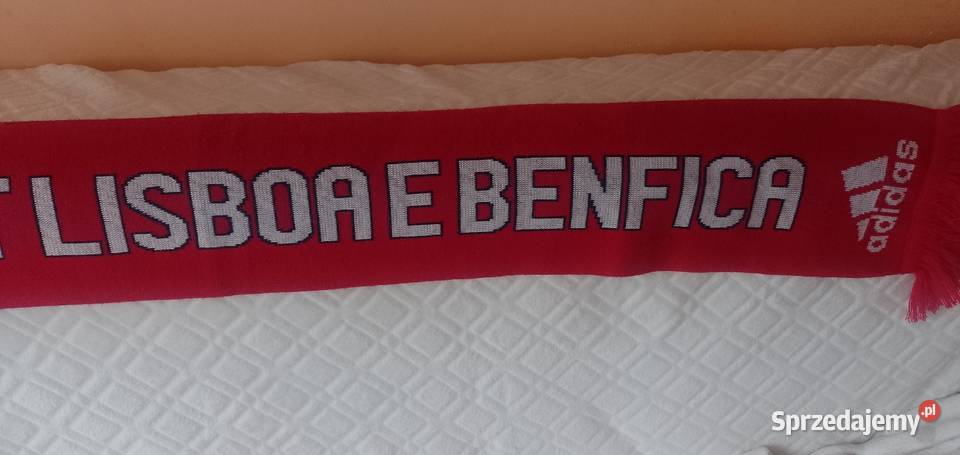 T LISBOA E BENFICA
adidas
Sprzedajemy.pl